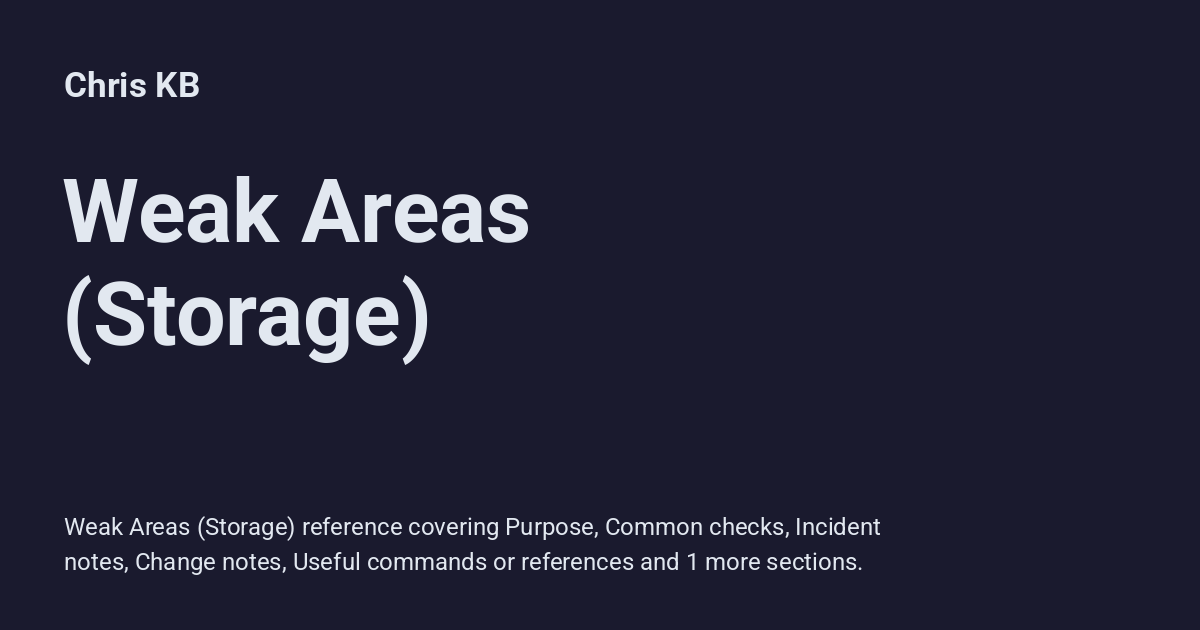 Chris KB
Weak Areas
(Storage)
Weak Areas (Storage) reference covering Purpose, Common checks, Incident
notes, Change notes, Useful commands or references and 1 more sections.